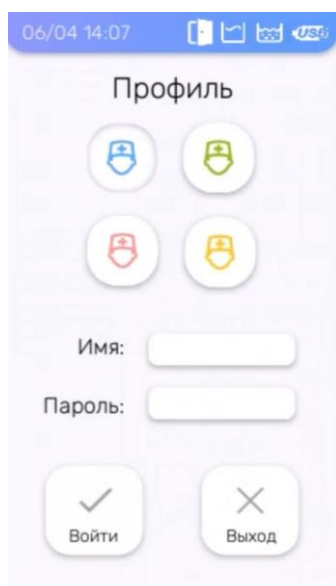 06/04 14:07 USB
Профиль
Имя:
Пароль:
Войти Выход